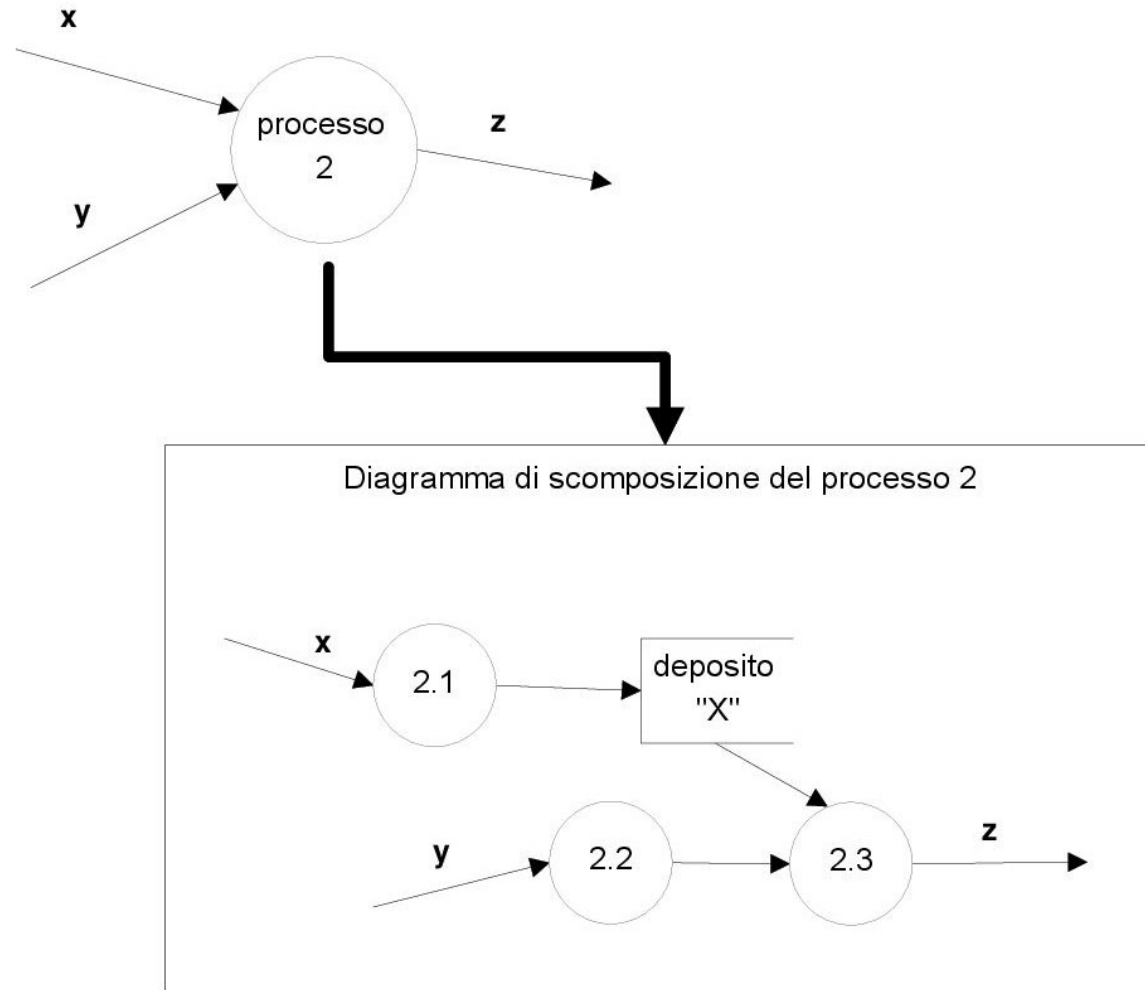 x
processo
2
z
y
Diagramma di scomposizione del processo 2
x
2.1
deposito
"X"
y
2.2
2.3
z